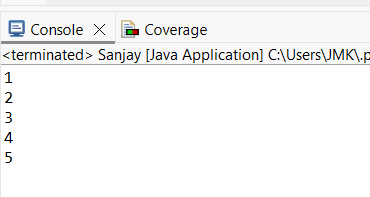 Console Coverage
<terminated> Sanjay [Java Application] C:\Users\JMK\.p
1
2
3
4
5